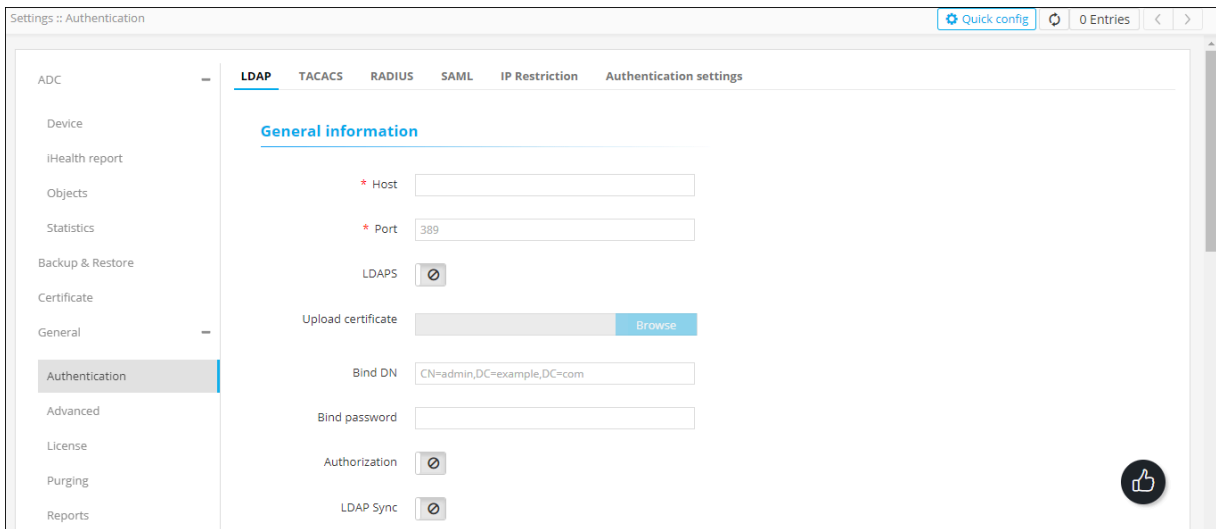 Settings :: Authentication
Quick config
0 Entries
ADC
Device
iHealth report
Objects
Statistics
Backup & Restore
Certificate
General
Authentication
Advanced
License
Purging
Reports
LDAP TACACS RADIUS SAML IP Restriction Authentication settings
General information
* Host
* Port 389
LDAPS
Upload certificate Browse
Bind DN CN=admin,DC=example,DC=com
Bind password
Authorization
LDAP Sync